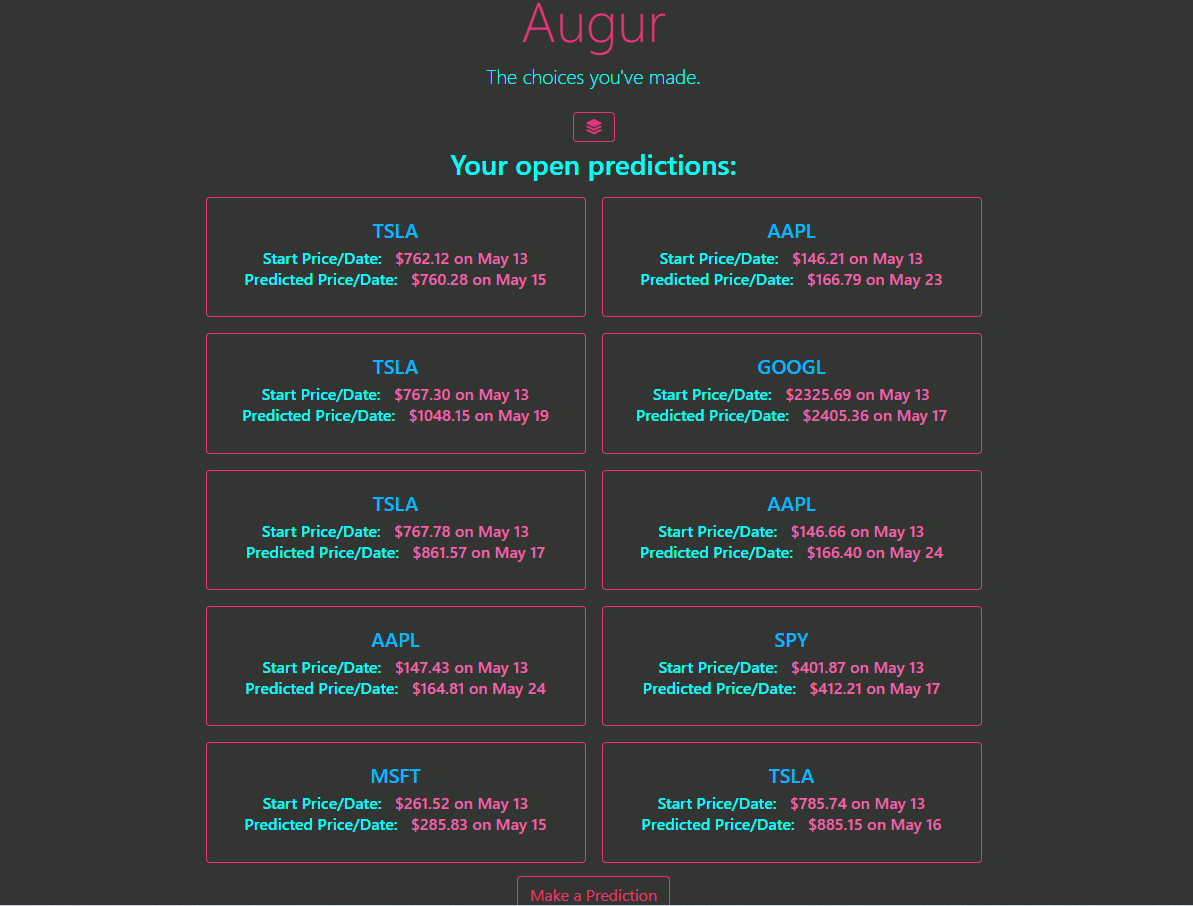 Augur
The choices you've made.
Your open predictions:
TSLA
Start Price/Date: $762.12 on May 13
Predicted Price/Date: $760.28 on May 15
AAPL
Start Price/Date: $146.21 on May 13
Predicted Price/Date: $166.79 on May 23
TSLA
Start Price/Date: $767.30 on May 13
Predicted Price/Date: $1048.15 on May 19
GOOGL
Start Price/Date: $2325.69 on May 13
Predicted Price/Date: $2405.36 on May 17
TSLA
Start Price/Date: $767.78 on May 13
Predicted Price/Date: $861.57 on May 17
AAPL
Start Price/Date: $146.66 on May 13
Predicted Price/Date: $166.40 on May 24
AAPL
Start Price/Date: $147.43 on May 13
Predicted Price/Date: $164.81 on May 24
SPY
Start Price/Date: $401.87 on May 13
Predicted Price/Date: $412.21 on May 17
MSFT
Start Price/Date: $261.52 on May 13
Predicted Price/Date: $285.83 on May 15
TSLA
Start Price/Date: $785.74 on May 13
Predicted Price/Date: $885.15 on May 16
Make a Prediction